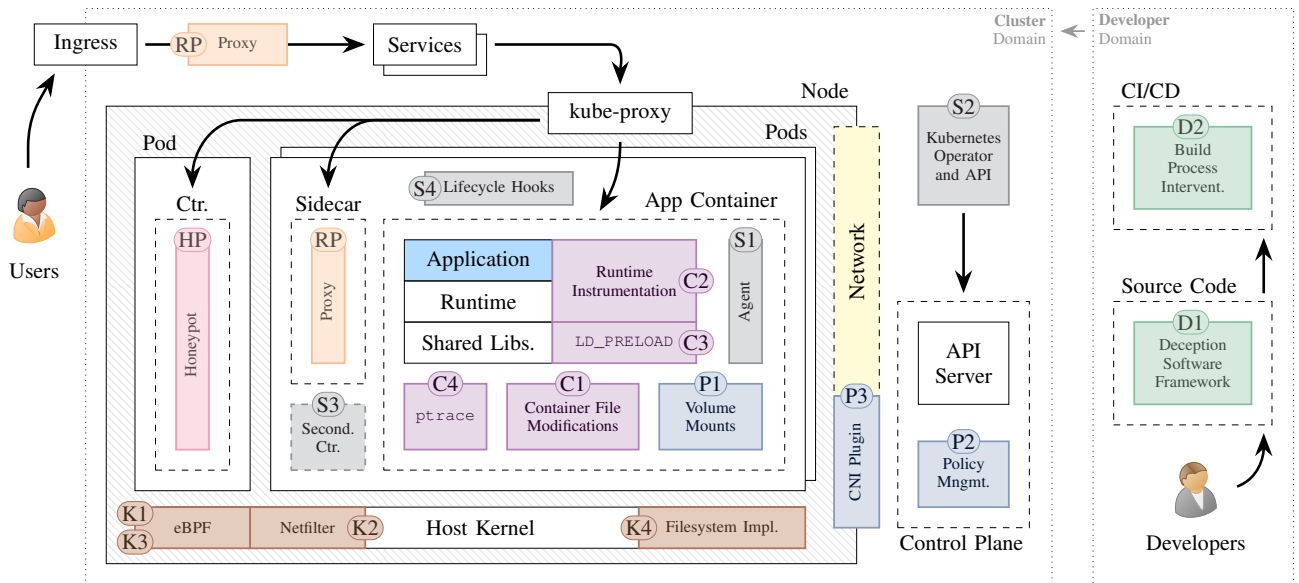 Ingress
RP
Proxy
Services
Cluster
Domain
Developer
Domain
Users
Node
kube-proxy
Pod
Pods
Ctr.
HP
Honeypot
Sidecar
RP
Proxy
S3
Second.
Ctr.
S4
Lifecycle Hooks
App Container
Application
Runtime
Shared Libs.
Runtime
Instrumentation
C2
LD_PRELOAD
C3
S1
Agent
C4
ptrace
C1
Container File
Modifications
P1
Volume
Mounts
Network
P3
CNI Plugin
K1
K3
eBPF
Netfilter
K2
Host Kernel
K4
Filesystem Impl.
S2
Kubernetes
Operator
and API
API
Server
P2
Policy
Mngmt.
Control Plane
CI/CD
D2
Build
Process
Intervent.
Source Code
D1
Deception
Software
Framework
Developers